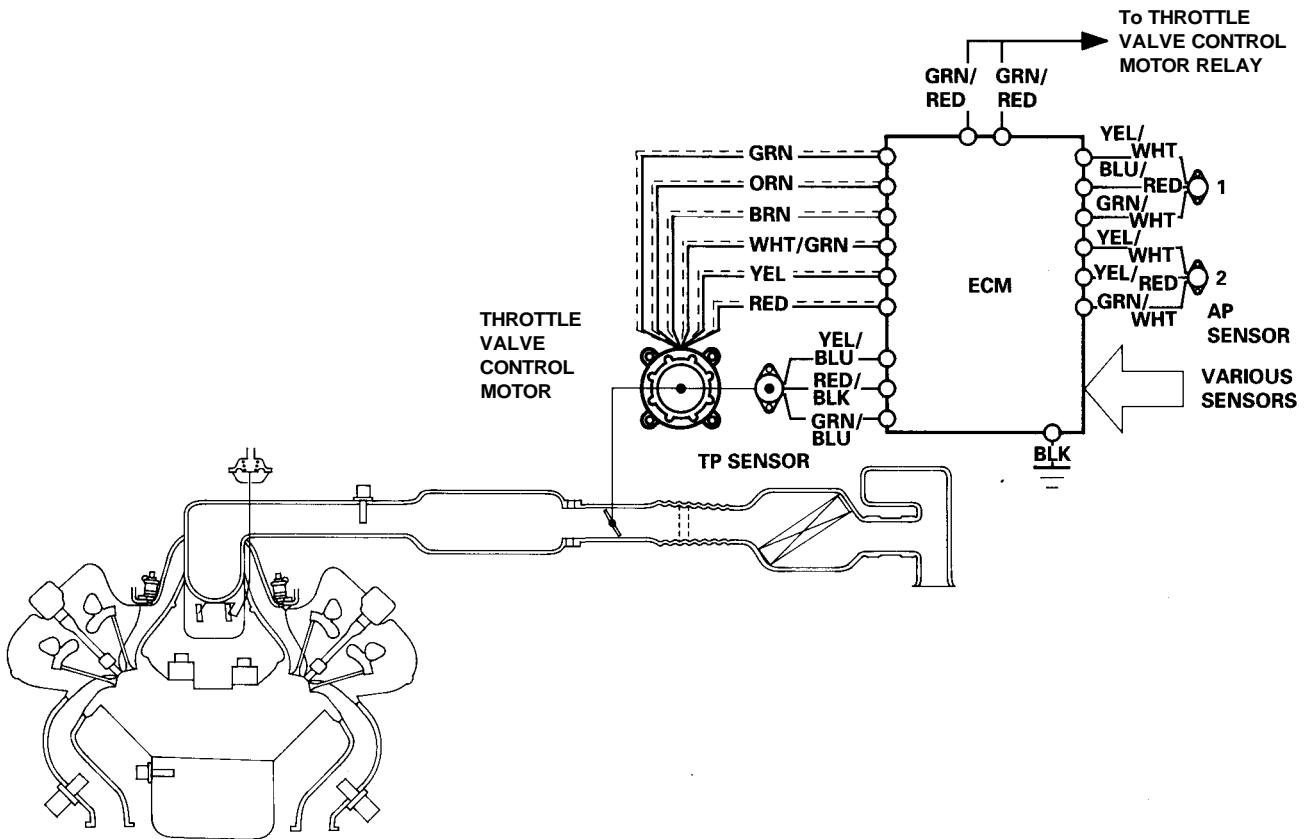 To THROTTLE
VALVE CONTROL
MOTOR RELAY
GRN/
RED
GRN/
RED
GRN
ORN
BRN
WHT/GRN
YEL
RED
YEL/
BLU
RED/
BLK
GRN/
BLU
THROTTLE
VALVE
CONTROL
MOTOR
TP SENSOR
ECM
YEL/
WHT
BLU/
RED
GRN/
WHT
1
YEL/
WHT
YEL/
RED
GRN/
WHT
2
AP
SENSOR
VARIOUS
SENSORS
BLK